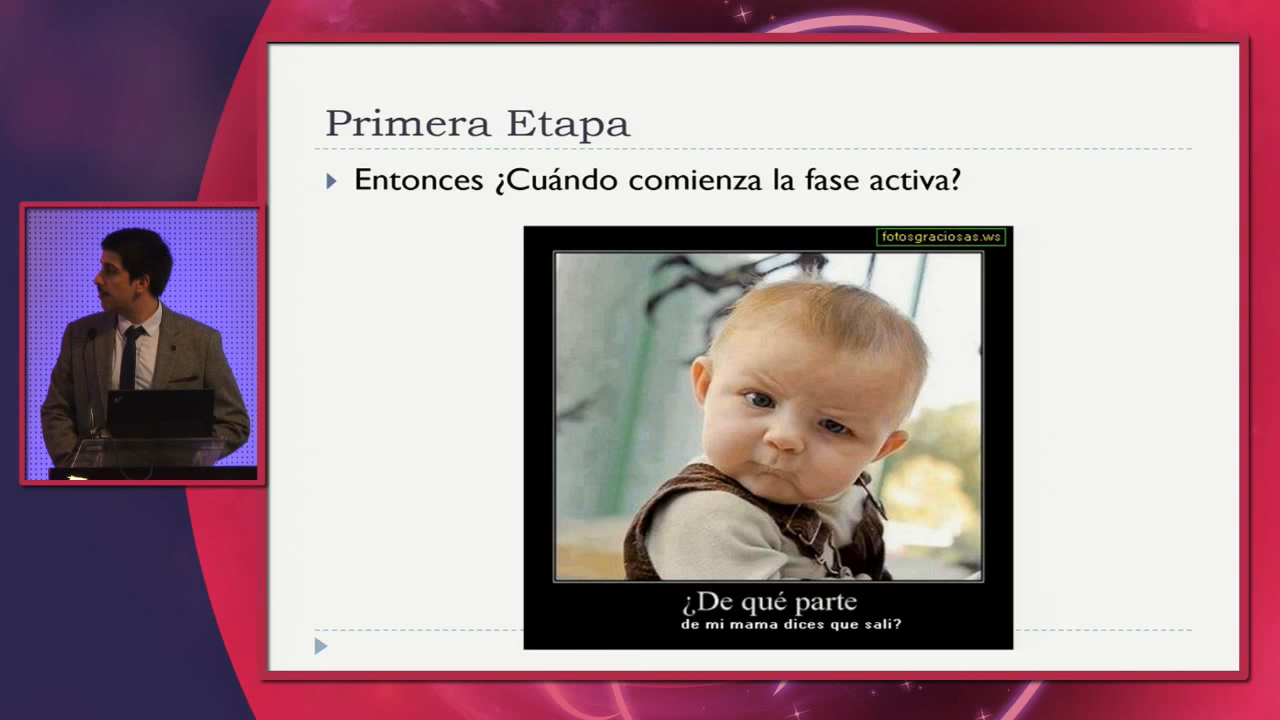 Primera Etapa
Entonces ¿Cuándo comienza la fase activa?
fotosgraciosas.ws
¿De qué parte
de mi mama dices que sali?